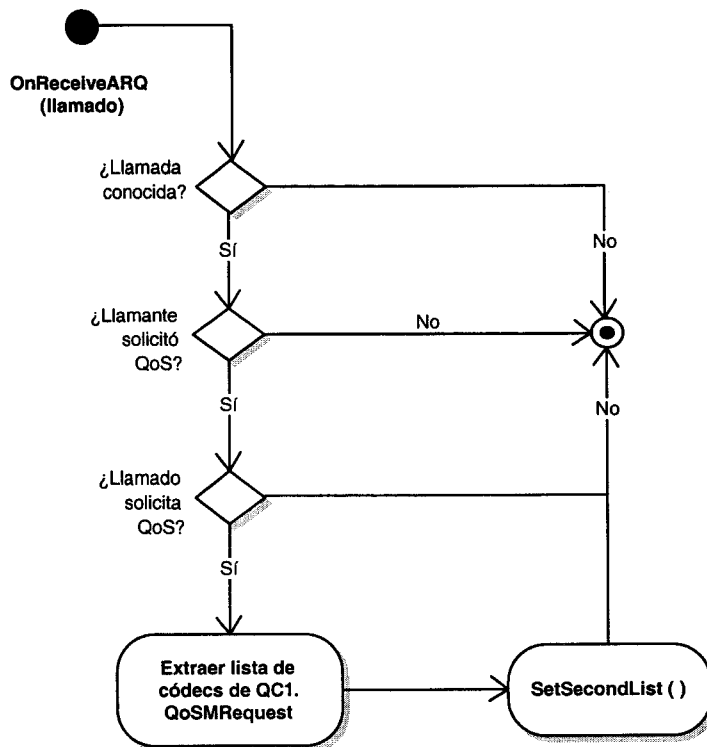 OnReceiveARQ
(llamado)
¿Llamada
conocida?
No
Sí
¿Llamante
solicitó
QoS?
No
Sí
No
¿Llamado
solicita
QoS?
Sí
Extraer lista de
códecs de QC1.
QoSMRequest
SetSecondList ( )